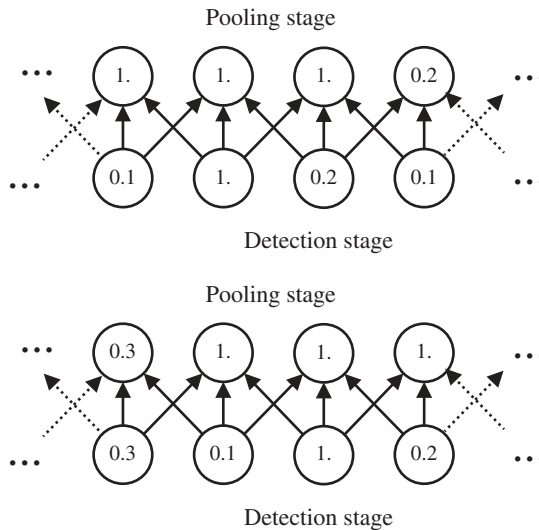 Pooling stage
... 1. 1. 1. 0.2 ..
... 0.1 1. 0.2 0.1 ..
Detection stage
Pooling stage
... 0.3 1. 1. 1. ..
... 0.3 0.1 1. 0.2 ..
Detection stage